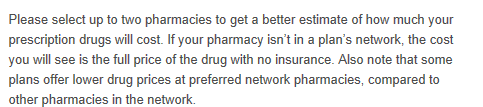 Please select up to two pharmacies to get a better estimate of how much your
prescription drugs will cost. If your pharmacy isn't in a plan's network, the cost
you will see is the full price of the drug with no insurance. Also note that some
plans offer lower drug prices at preferred network pharmacies, compared to
other pharmacies in the network.